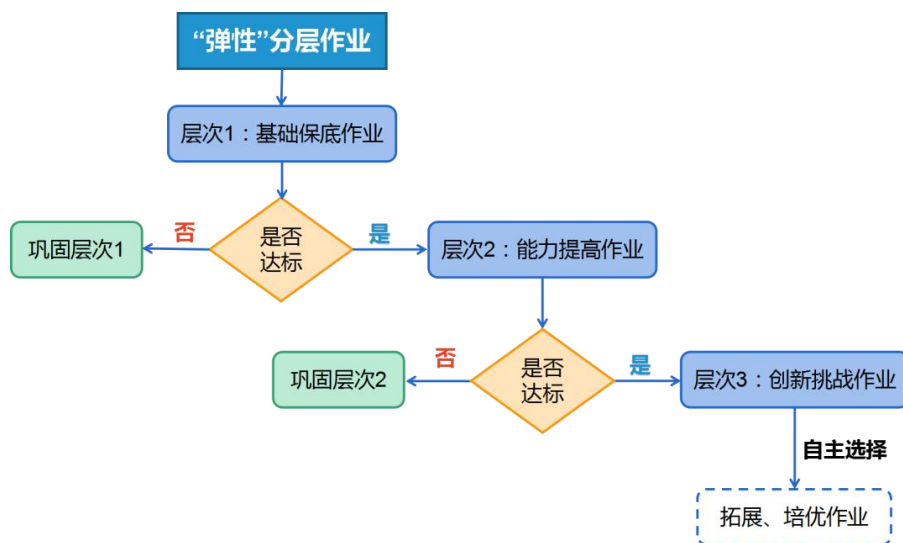 “弹性”分层作业
层次1：基础保底作业
否
是
巩固层次1
是否
达标
层次2：能力提高作业
否
是
巩固层次2
是否
达标
层次3：创新挑战作业
自主选择
拓展、培优作业